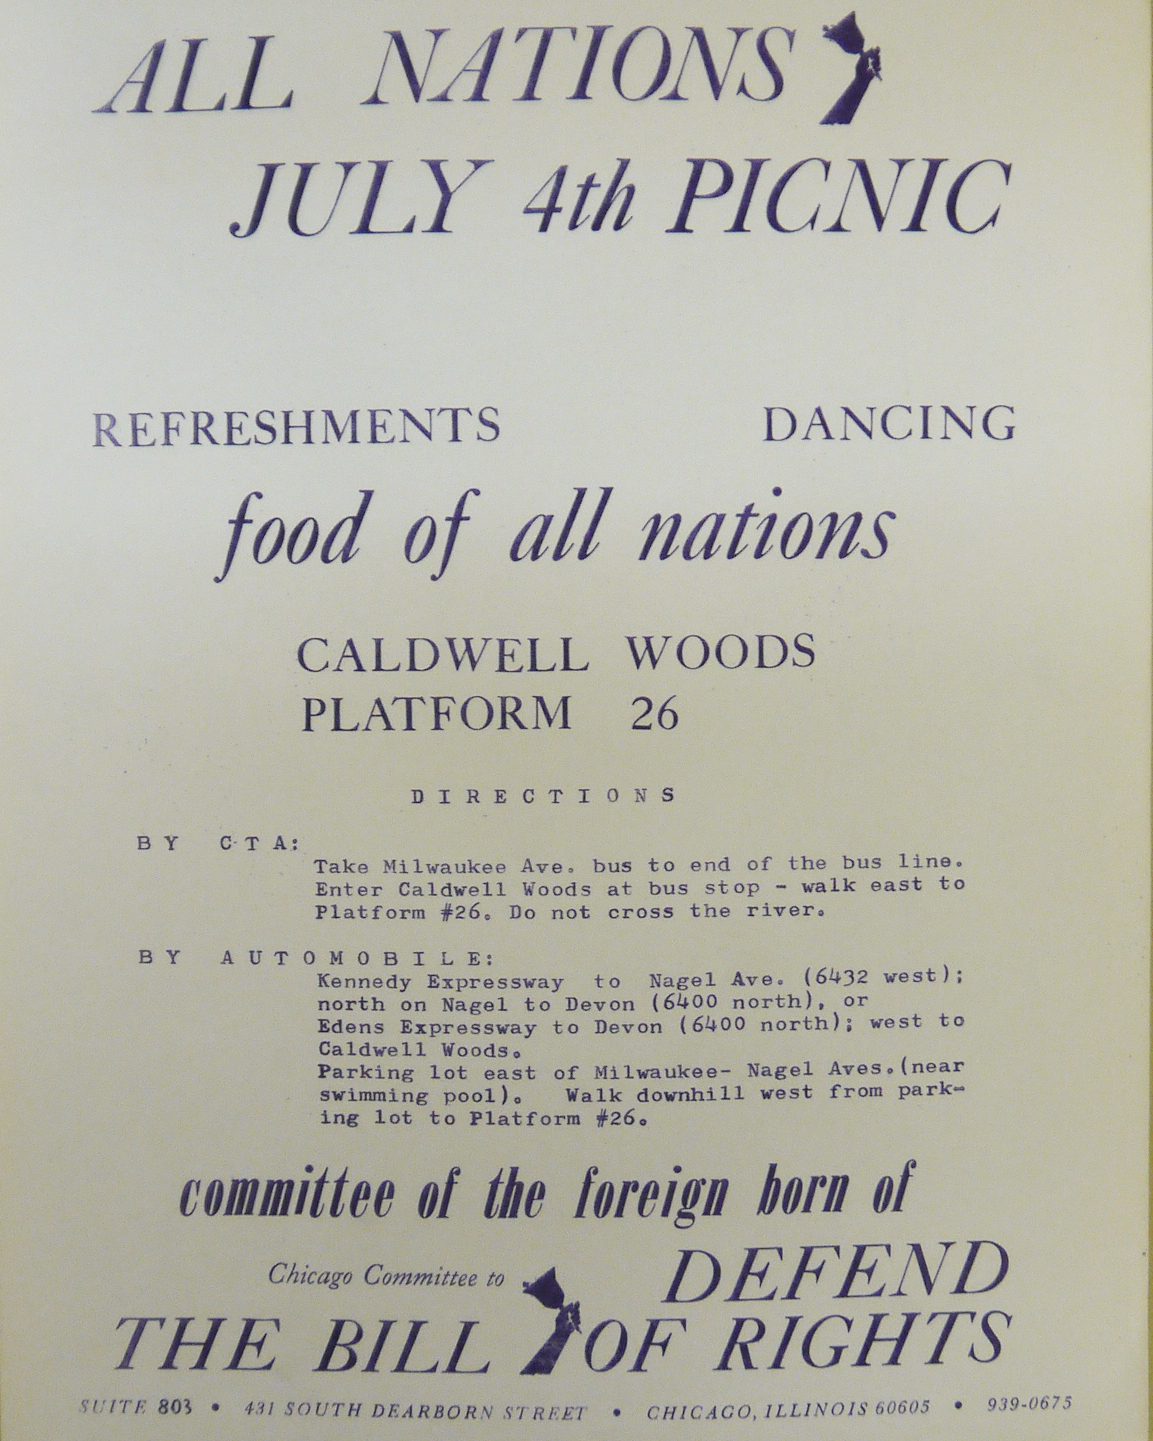 ALL NATIONS
JULY 4th PICNIC
REFRESHMENTS DANCING
food of all nations
CALDWELL WOODS
PLATFORM 26
DIRECTIONS
BY CTA:
Take Milwaukee Ave. bus to end of the bus line.
Enter Caldwell Woods at bus stop - walk east to
Platform #26. Do not cross the river.
BY AUTOMOBILE:
Kennedy Expressway to Nagel Ave. (6432 west);
north on Nagel to Devon (6400 north), or
Edens Expressway to Devon (6400 north); west to
Caldwell Woods.
Parking lot east of Milwaukee- Nagel Aves.(near
swimming pool). Walk downhill west from park-
ing lot to Platform #26.
committee of the foreign born of
Chicago Committee to DEFEND
THE BILL OF RIGHTS
SUITE 803 • 431 SOUTH DEARBORN STREET • CHICAGO, ILLINOIS 60605 • 939-0675